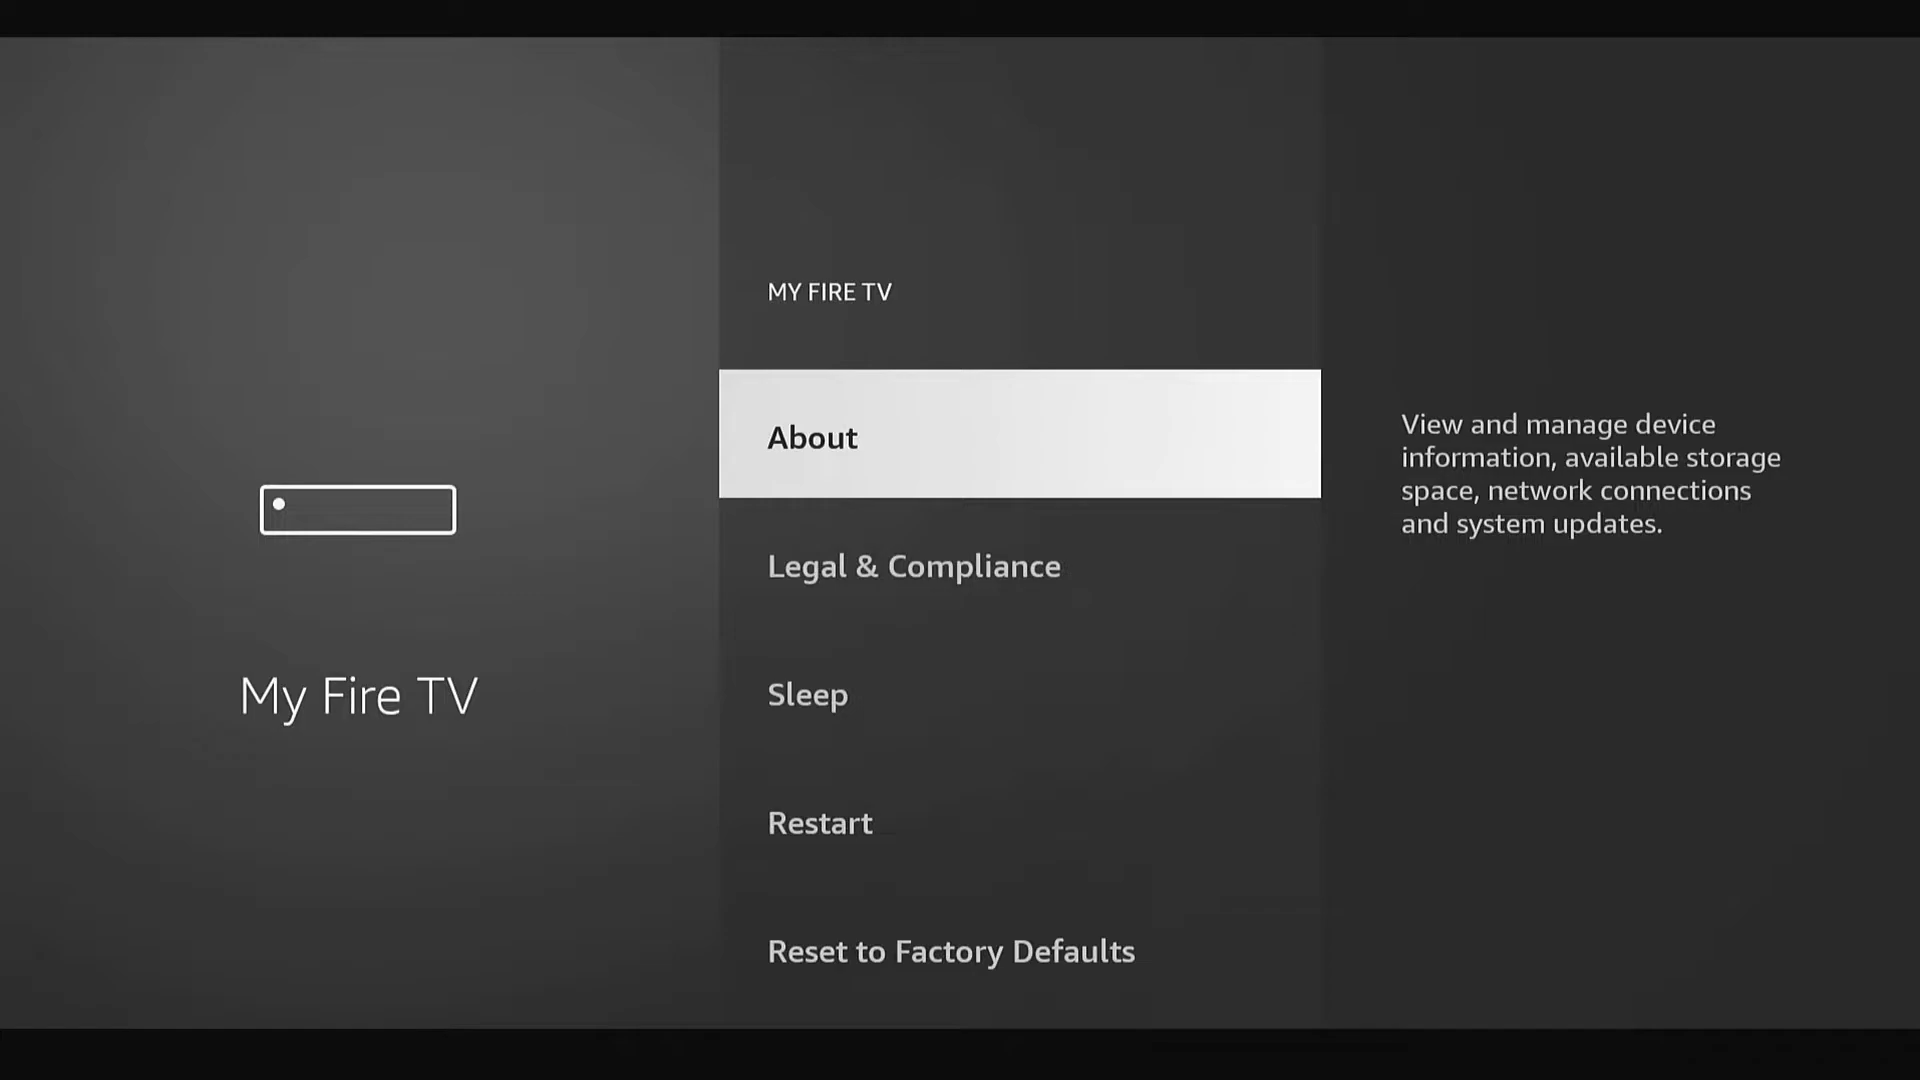 MY FIRE TV
About
Legal & Compliance
Sleep
Restart
Reset to Factory Defaults
My Fire TV
View and manage device
information, available storage
space, network connections
and system updates.